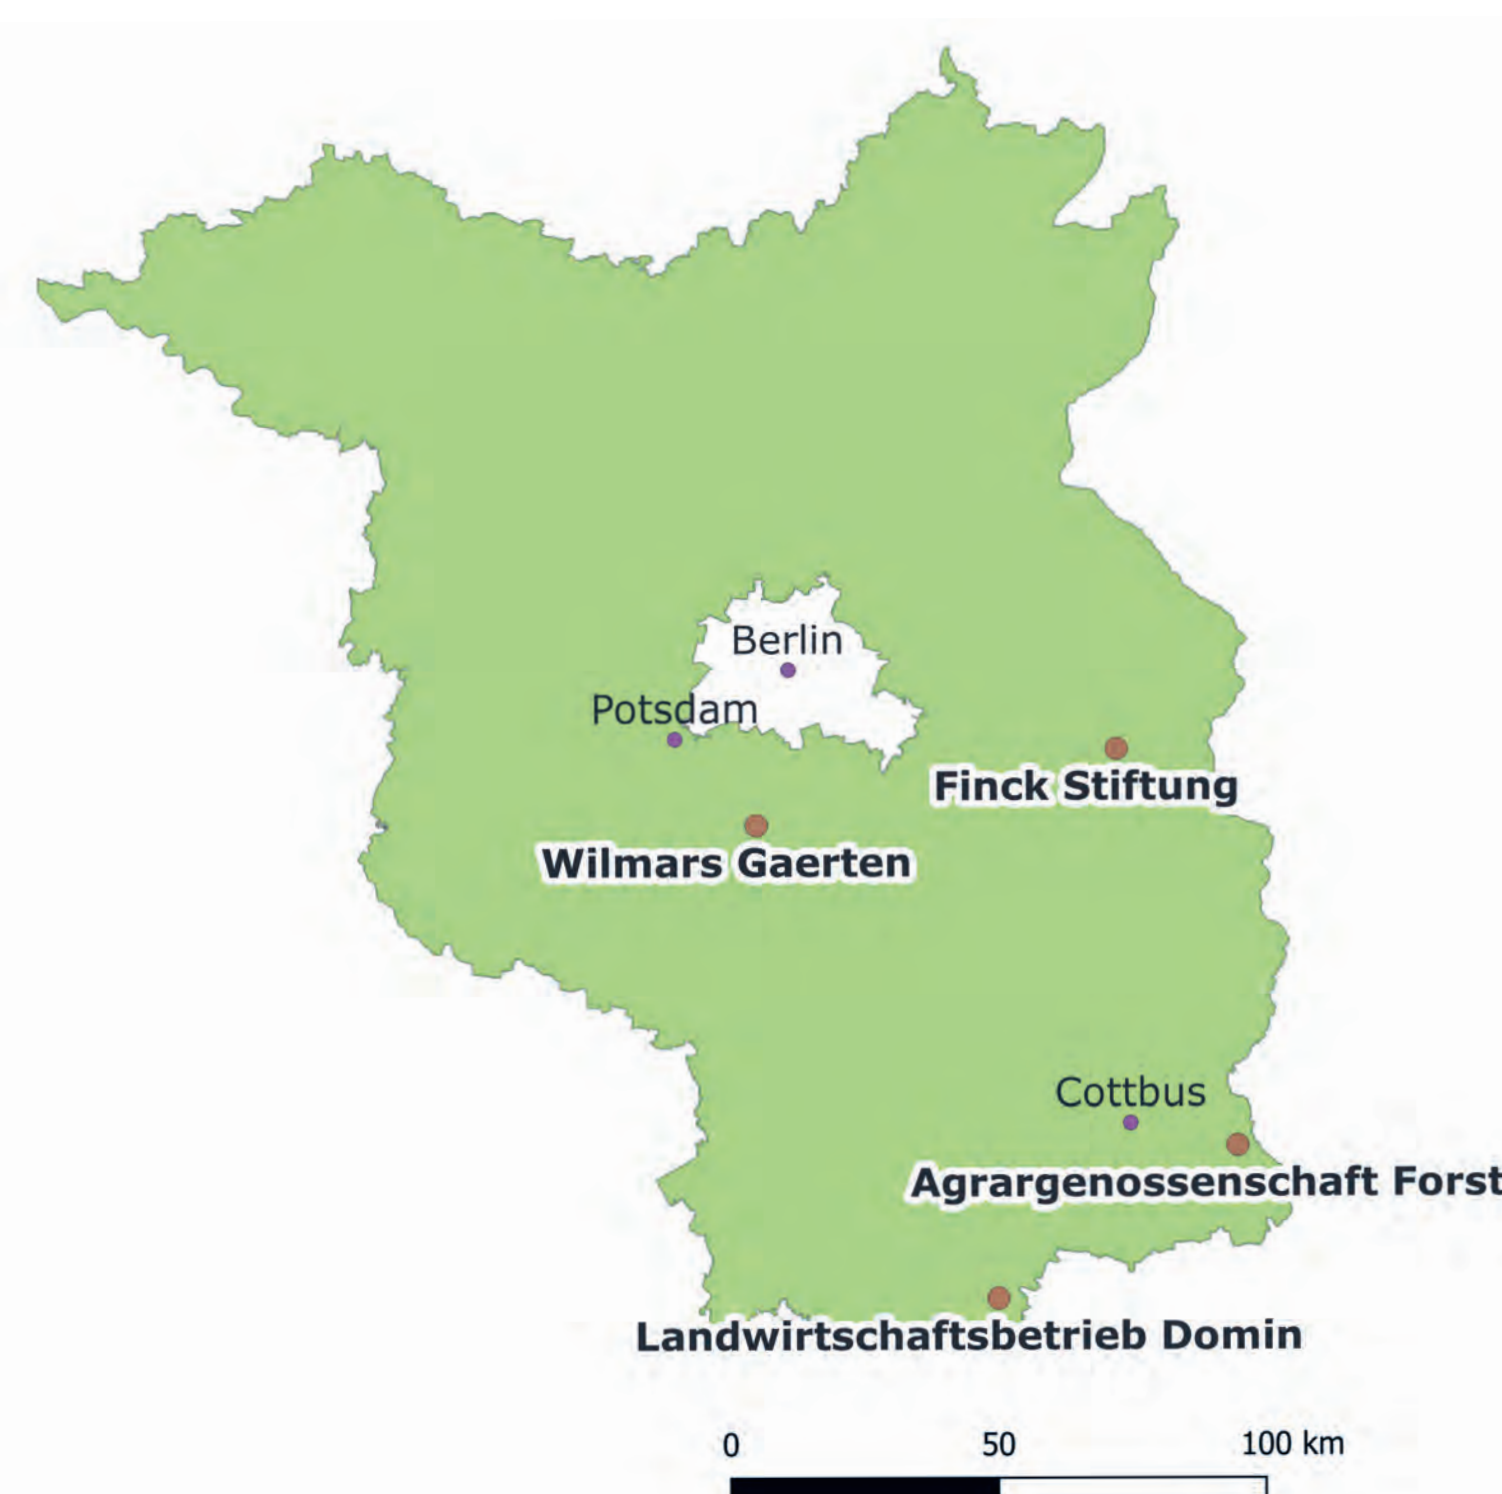 Berlin
Potsdam
Finck Stiftung
Wilmars Gaerten
Cottbus
Agrargenossenschaft Forst
Landwirtschaftsbetrieb Domin
0 50 100 km